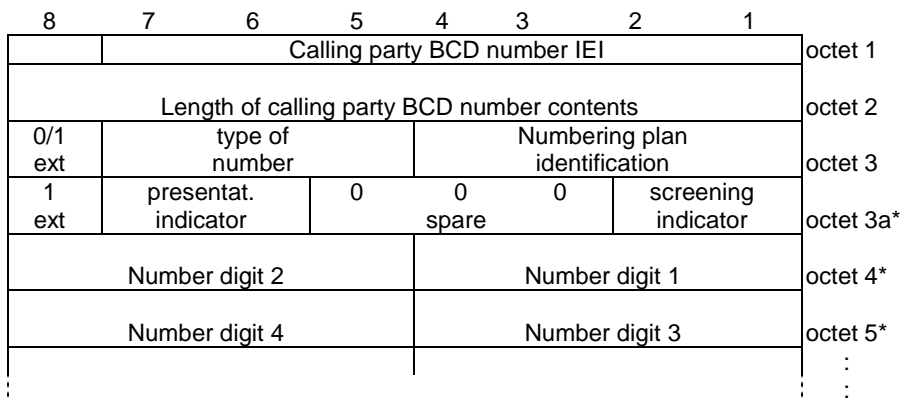 8 7 6 5 4 3 2 1
Calling party BCD number IEI octet 1
Length of calling party BCD number contents octet 2
0/1 type of Numbering plan
ext number identification octet 3
1 presentat. 0 0 0 screening
ext indicator spare indicator octet 3a*
Number digit 2 Number digit 1 octet 4*
Number digit 4 Number digit 3 octet 5*
:
: